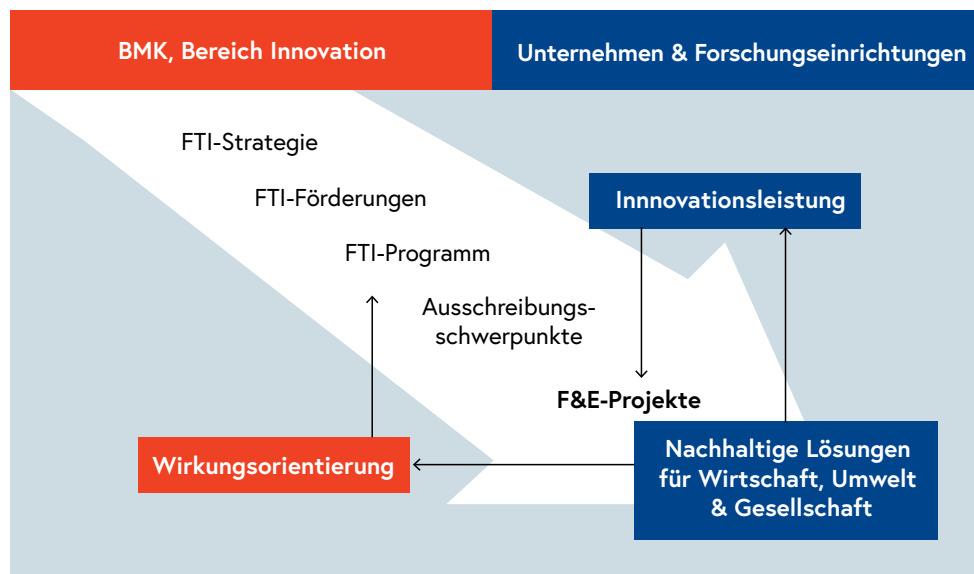 BMK, Bereich Innovation
Unternehmen & Forschungseinrichtungen
FTI-Strategie
FTI-Förderungen
Innnovationsleistung
FTI-Programm
Ausschreibungs-
schwerpunkte
F&E-Projekte
Wirkungsorientierung
Nachhaltige Lösungen
für Wirtschaft, Umwelt
& Gesellschaft